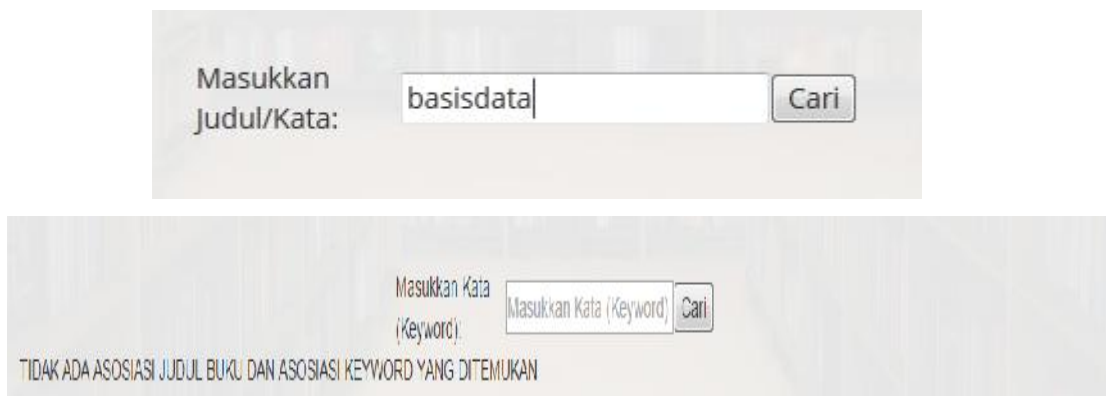 Masukkan
Judul/Kata: basisdata Cari
Masukkan Kata
(Keyword): Masukkan Kata (Keyword) Cari
TIDAK ADA ASOSIASI JUDUL BUKU DAN ASOSIASI KEYWORD YANG DITEMUKAN